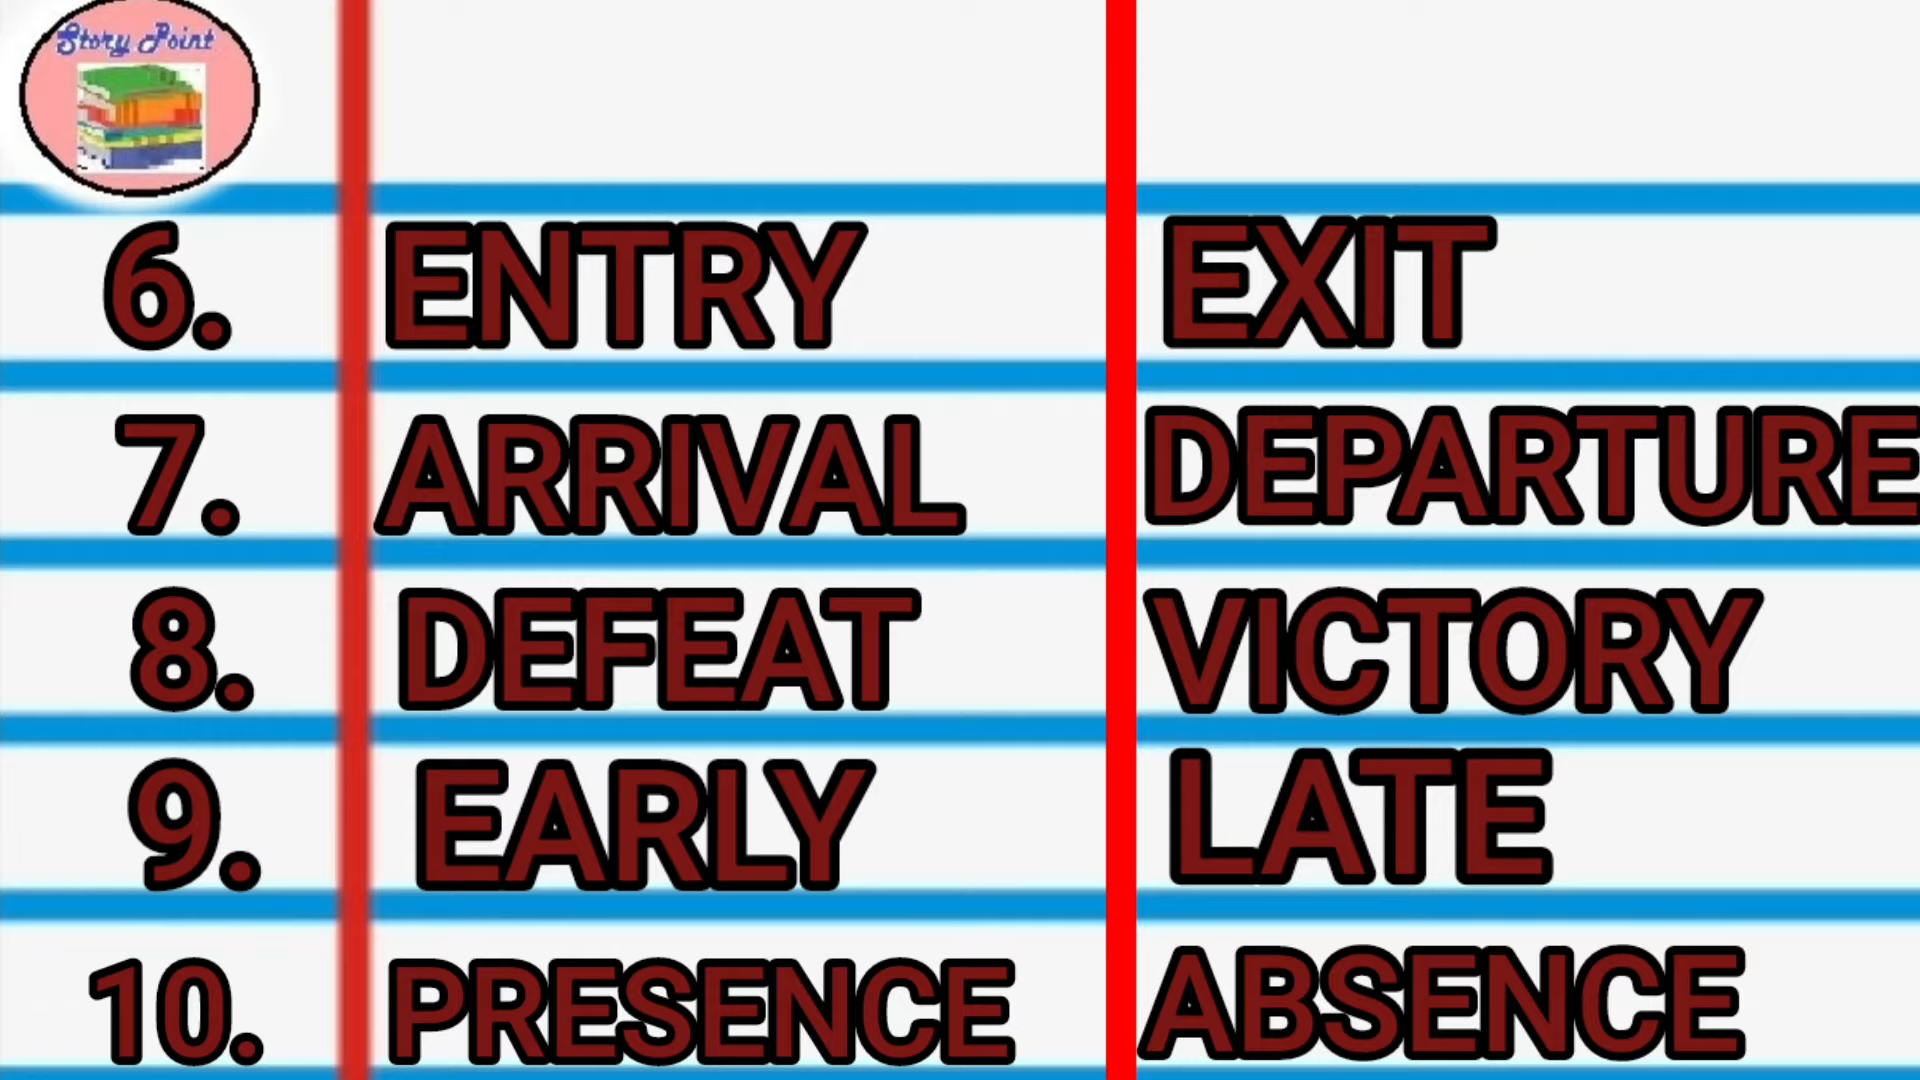 Story Point
6. ENTRY EXIT
7. ARRIVAL DEPARTURE
8. DEFEAT VICTORY
9. EARLY LATE
10. PRESENCE ABSENCE